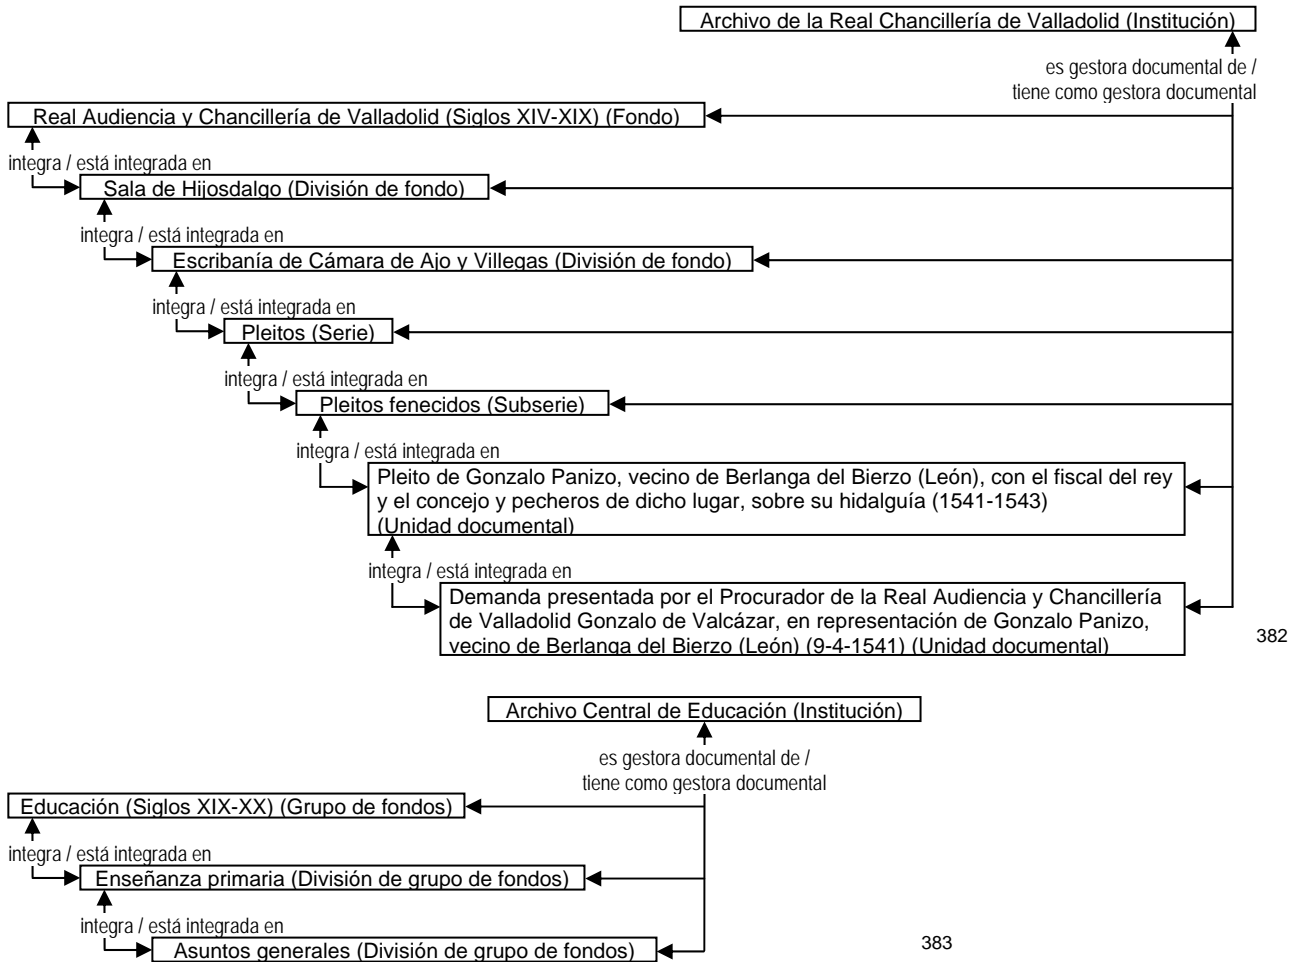 Archivo de la Real Chancillería de Valladolid (Institución)
es gestora documental de /
tiene como gestora documental
Real Audiencia y Chancillería de Valladolid (Siglos XIV-XIX) (Fondo)
integra / está integrada en
Sala de Hijosdalgo (División de fondo)
integra / está integrada en
Escribanía de Cámara de Ajo y Villegas (División de fondo)
integra / está integrada en
Pleitos (Serie)
integra / está integrada en
Pleitos fenecidos (Subserie)
integra / está integrada en
Pleito de Gonzalo Panizo, vecino de Berlanga del Bierzo (León), con el fiscal del rey
y el concejo y pecheros de dicho lugar, sobre su hidalguía (1541-1543)
(Unidad documental)
integra / está integrada en
Demanda presentada por el Procurador de la Real Audiencia y Chancillería
de Valladolid Gonzalo de Valcázar, en representación de Gonzalo Panizo,
vecino de Berlanga del Bierzo (León) (9-4-1541) (Unidad documental)
382
Archivo Central de Educación (Institución)
es gestora documental de /
tiene como gestora documental
Educación (Siglos XIX-XX) (Grupo de fondos)
integra / está integrada en
Enseñanza primaria (División de grupo de fondos)
integra / está integrada en
Asuntos generales (División de grupo de fondos)
383